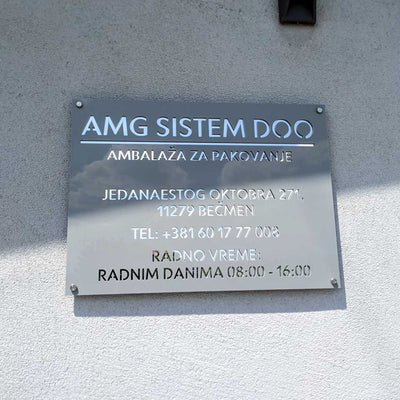 AMG SISTEM DOO
AMBALAŽA ZA PAKOVANJE
JEDANAESTOG OKTOBRA 27¹,
11279 BEČMEN
TEL: +381 60 17 77 008
RADNO VREME:
RADNIM DANIMA 08:00 - 16:00